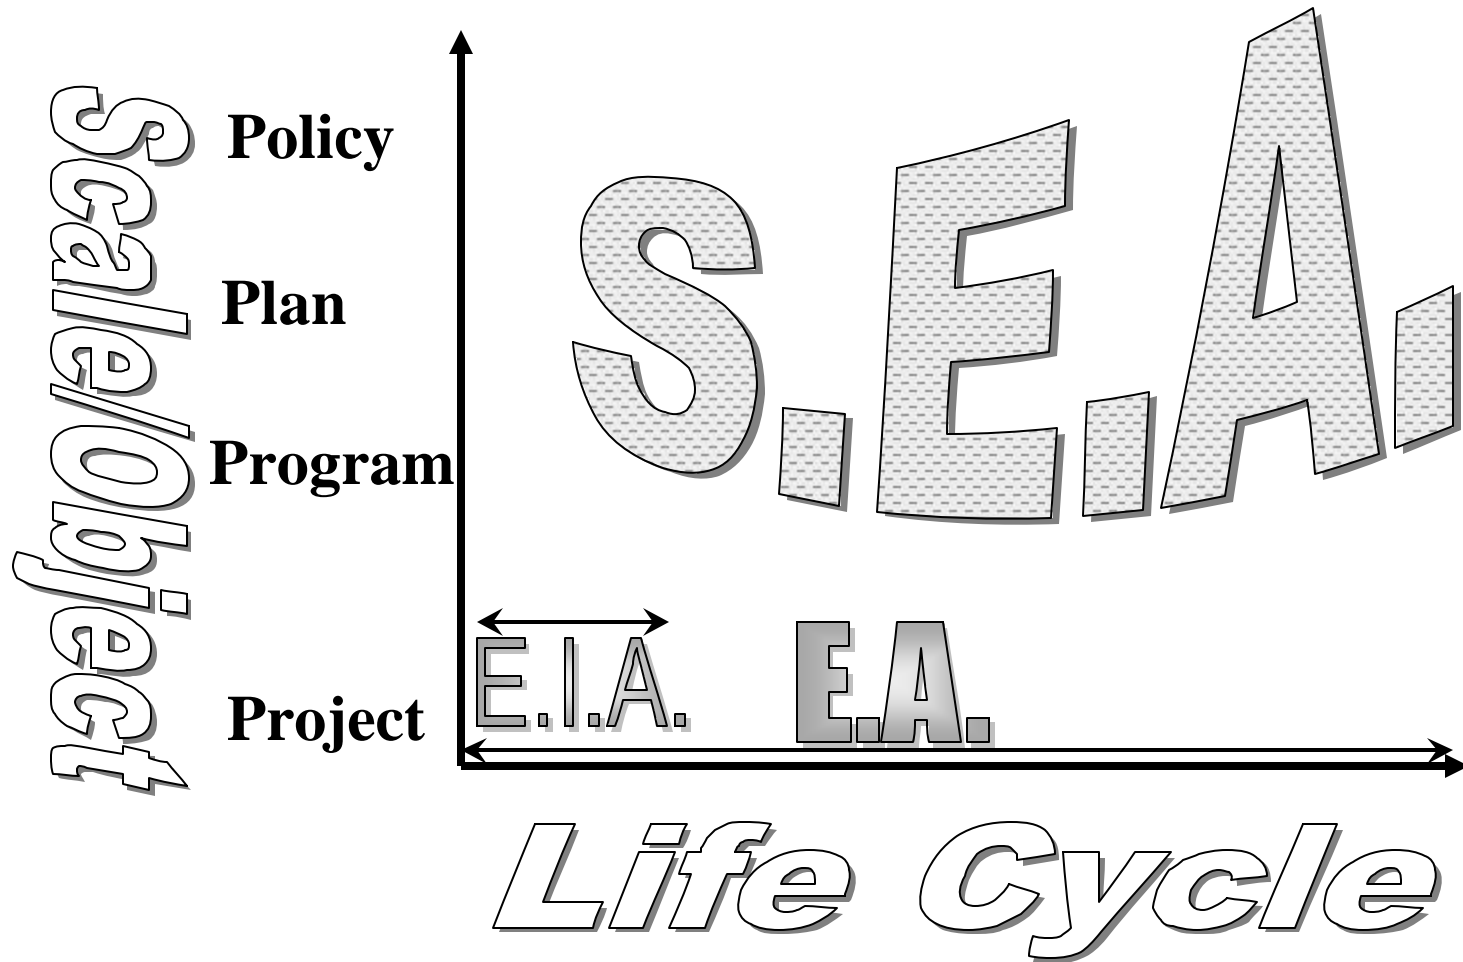 Scale/Object
Policy
Plan
Program
Project
S.E.A.
E.I.A.
E.A.
Life Cycle